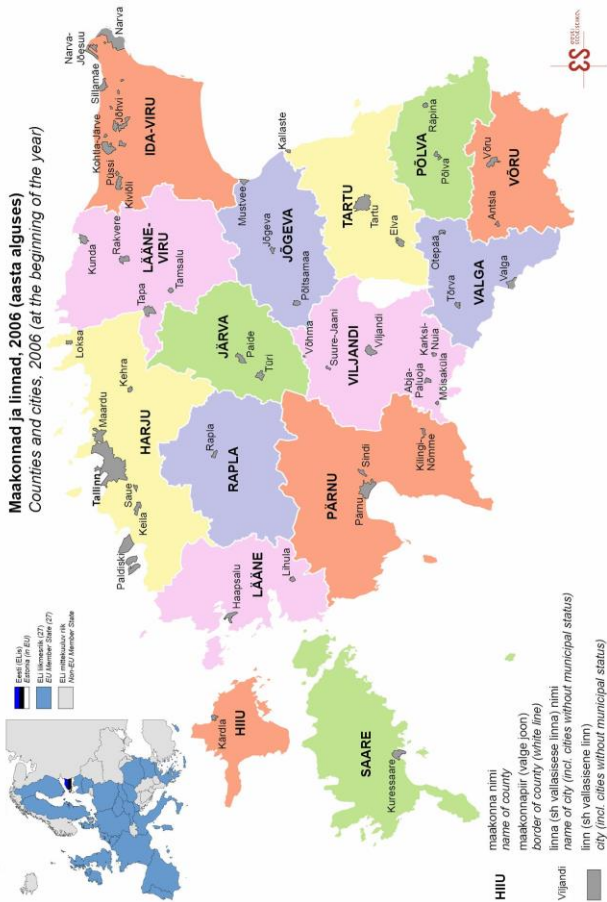 Maakonnad ja linnad, 2006 (aasta alguses)
Counties and cities, 2006 (at the beginning of the year)
Eesti (ELis)
Estonia (in EU)
ELi liikmesriik (27)
EU Member State (27)
ELi mittekuuluv riik
Non-EU Member State
Narva-
Jõesuu
Narva
Sillamäe
Kohtla-Järve
Jõhvi
Püssi
Kiviõli
IDA-VIRU
Kunda
Rakvere
LÄÄNE-
VIRU
Tamsalu
Tapa
Loksa
Maardu
Kehra
Tallinn
Saue
Keila
Paldiski
HARJU
Mustvee
Jõgeva
JÕGEVA
Põltsamaa
Kallaste
JÄRVA
Paide
Türi
Rapla
RAPLA
Haapsalu
LÄÄNE
Lihula
Kärdla
HIIU
TARTU
Tartu
Elva
PÕLVA
Räpina
Põlva
Võru
VÕRU
Antsla
Otepää
Tõrva
VALGA
Valga
Võhma
Suure-Jaani
VILJANDI
Viljandi
Abja-
Paluoja
Karksi-
Nuia
Mõisaküla
PÄRNU
Sindi
Pärnu
Kilingi-
Nõmme
SAARE
Kuressaare
HIIU
maakonna nimi
name of county
maakonnapiir (valge joon)
border of county (white line)
Viljandi
linna (sh vallasisese linna) nimi
name of city (incl. cities without municipal status)
linn (sh vallasisene linn)
city (incl. cities without municipal status)